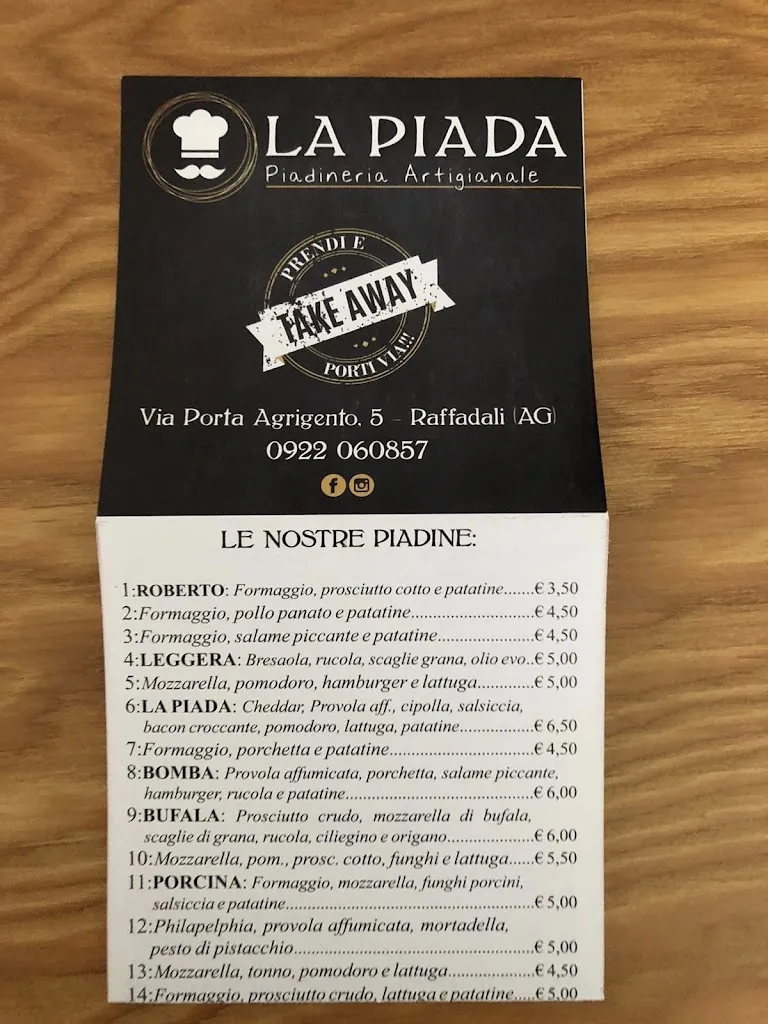 LA PIADA
Piadineria Artigianale
PRENDI E
TAKE AWAY
PORTI VIA!!!
Via Porta Agrigento, 5 - Raffadali (AG)
0922 060857
LE NOSTRE PIADINE:
1:ROBERTO: Formaggio, prosciutto cotto e patatine.......€ 3,50
2:Formaggio, pollo panato e patatine.......................€ 4,50
3:Formaggio, salame piccante e patatine..................€ 4,50
4:LEGGERA: Bresaola, rucola, scaglie grana, olio evo..€ 5,00
5:Mozzarella, pomodoro, hamburger e lattuga............€ 5,00
6:LA PIADA: Cheddar, Provola aff., cipolla, salsiccia,
bacon croccante, pomodoro, lattuga, patatine...............€ 6,50
7:Formaggio, porchetta e patatine...........................€ 4,50
8:BOMBA: Provola affumicata, porchetta, salame piccante,
hamburger, rucola e patatine....................................€ 6,00
9:BUFALA: Prosciutto crudo, mozzarella di bufala,
scaglie di grana, rucola, ciliegino e origano.................€ 6,00
10:Mozzarella, pom., prosc. cotto, funghi e lattuga......€ 5,50
11:PORCINA: Formaggio, mozzarella, funghi porcini,
salsiccia e patatine................................................€ 5,00
12:Philapelphia, provola affumicata, mortadella,
pesto di pistacchio................................................€ 5,00
13:Mozzarella, tonno, pomodoro e lattuga.................€ 4,50
14:Formaggio, prosciutto crudo, lattuga e patatine.....€ 5,00